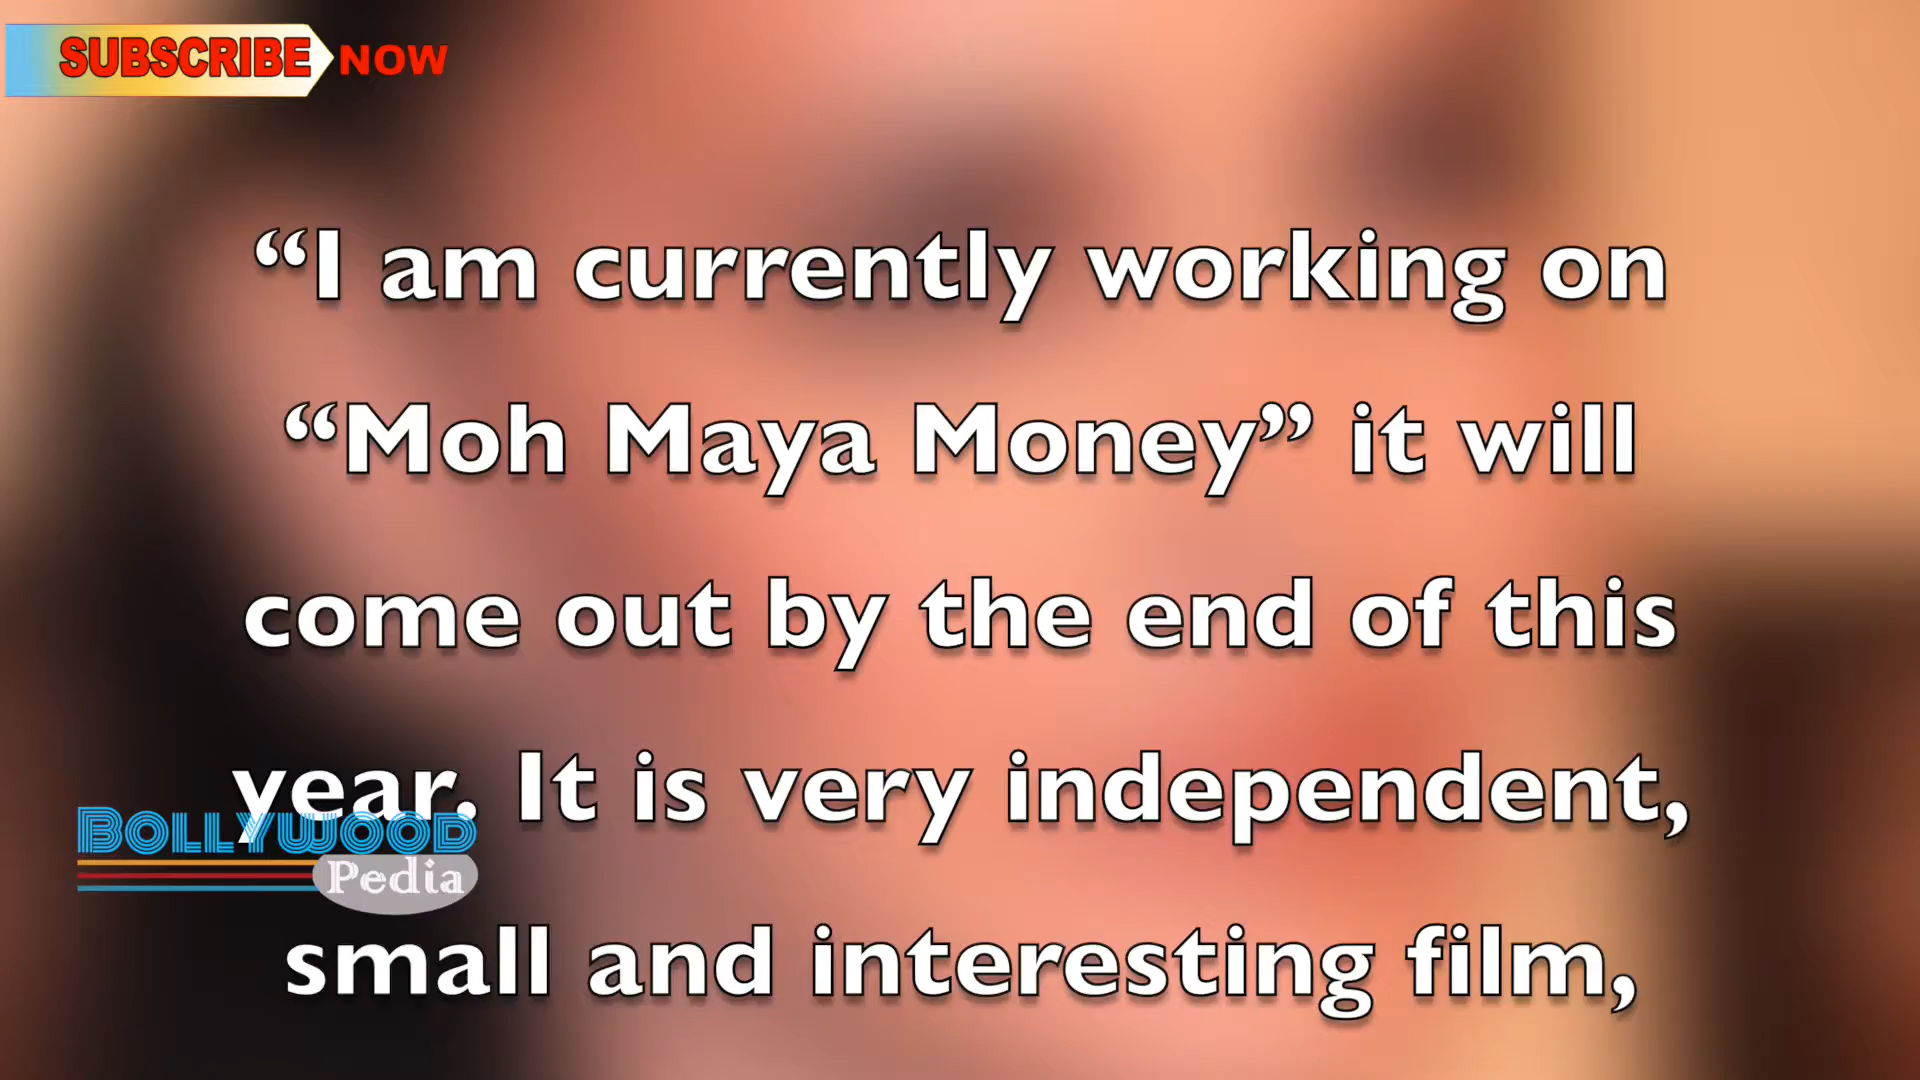 SUBSCRIBE NOW
“I am currently working on
“Moh Maya Money” it will
come out by the end of this
year. It is very independent,
BOLLYWOOD
Pedia
small and interesting film,